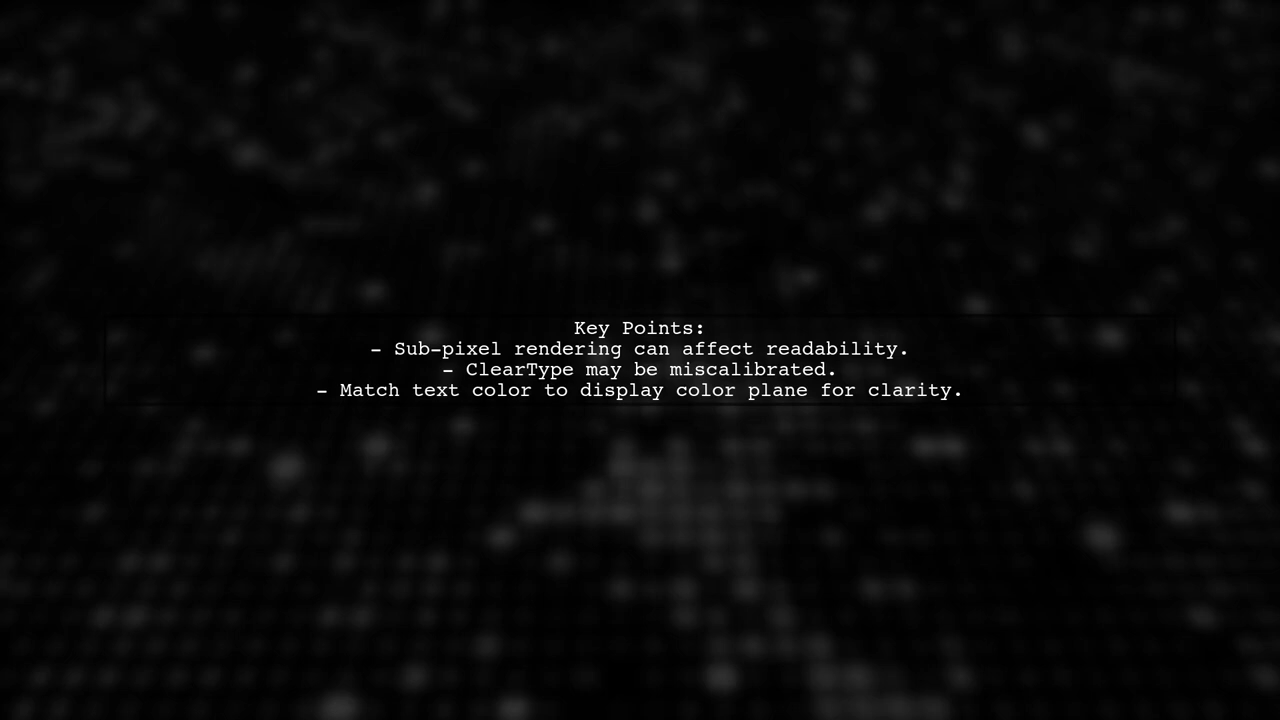 Key Points:
- Sub-pixel rendering can affect readability.
- ClearType may be miscalibrated.
- Match text color to display color plane for clarity.